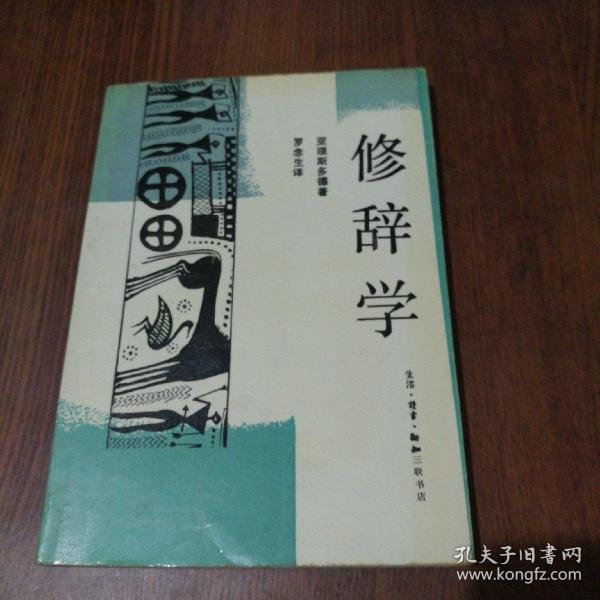 修辞学
亚理斯多德著
罗念生译
生活·读书·新知三联书店
孔夫子旧书网
www.kongfz.com